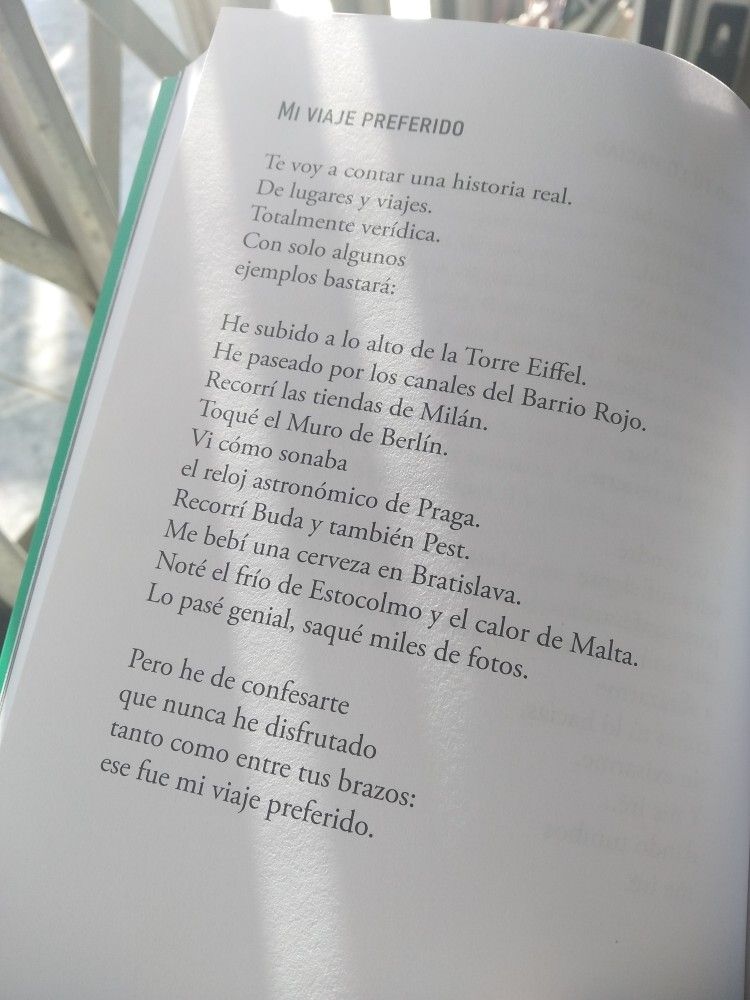 MI VIAJE PREFERIDO
Te voy a contar una historia real.
De lugares y viajes.
Totalmente verídica.
Con solo algunos
ejemplos bastará:
He subido a lo alto de la Torre Eiffel.
He paseado por los canales del Barrio Rojo.
Recorrí las tiendas de Milán.
Toqué el Muro de Berlín.
Vi cómo sonaba
el reloj astronómico de Praga.
Recorrí Buda y también Pest.
Me bebí una cerveza en Bratislava.
Noté el frío de Estocolmo y el calor de Malta.
Lo pasé genial, saqué miles de fotos.
Pero he de confesarte
que nunca he disfrutado
tanto como entre tus brazos:
ese fue mi viaje preferido.